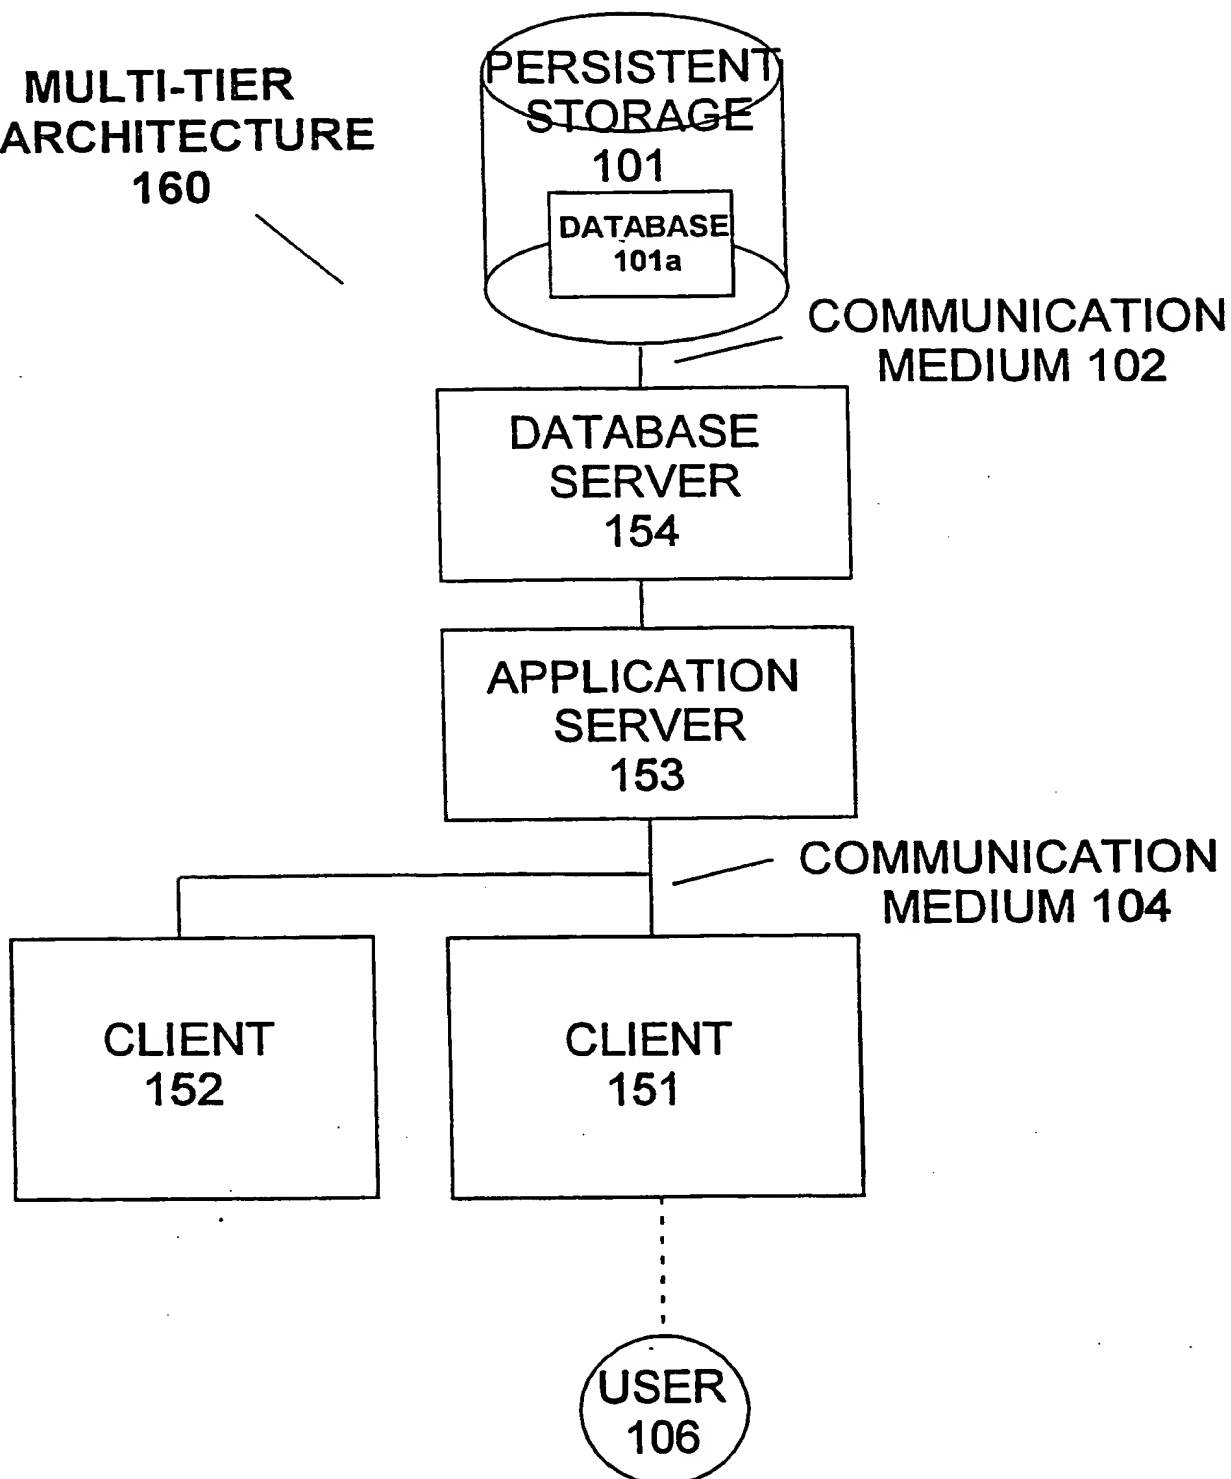 MULTI-TIER
ARCHITECTURE
160
PERSISTENT
STORAGE
101
DATABASE
101a
COMMUNICATION
MEDIUM 102
DATABASE
SERVER
154
APPLICATION
SERVER
153
COMMUNICATION
MEDIUM 104
CLIENT
152
CLIENT
151
USER
106